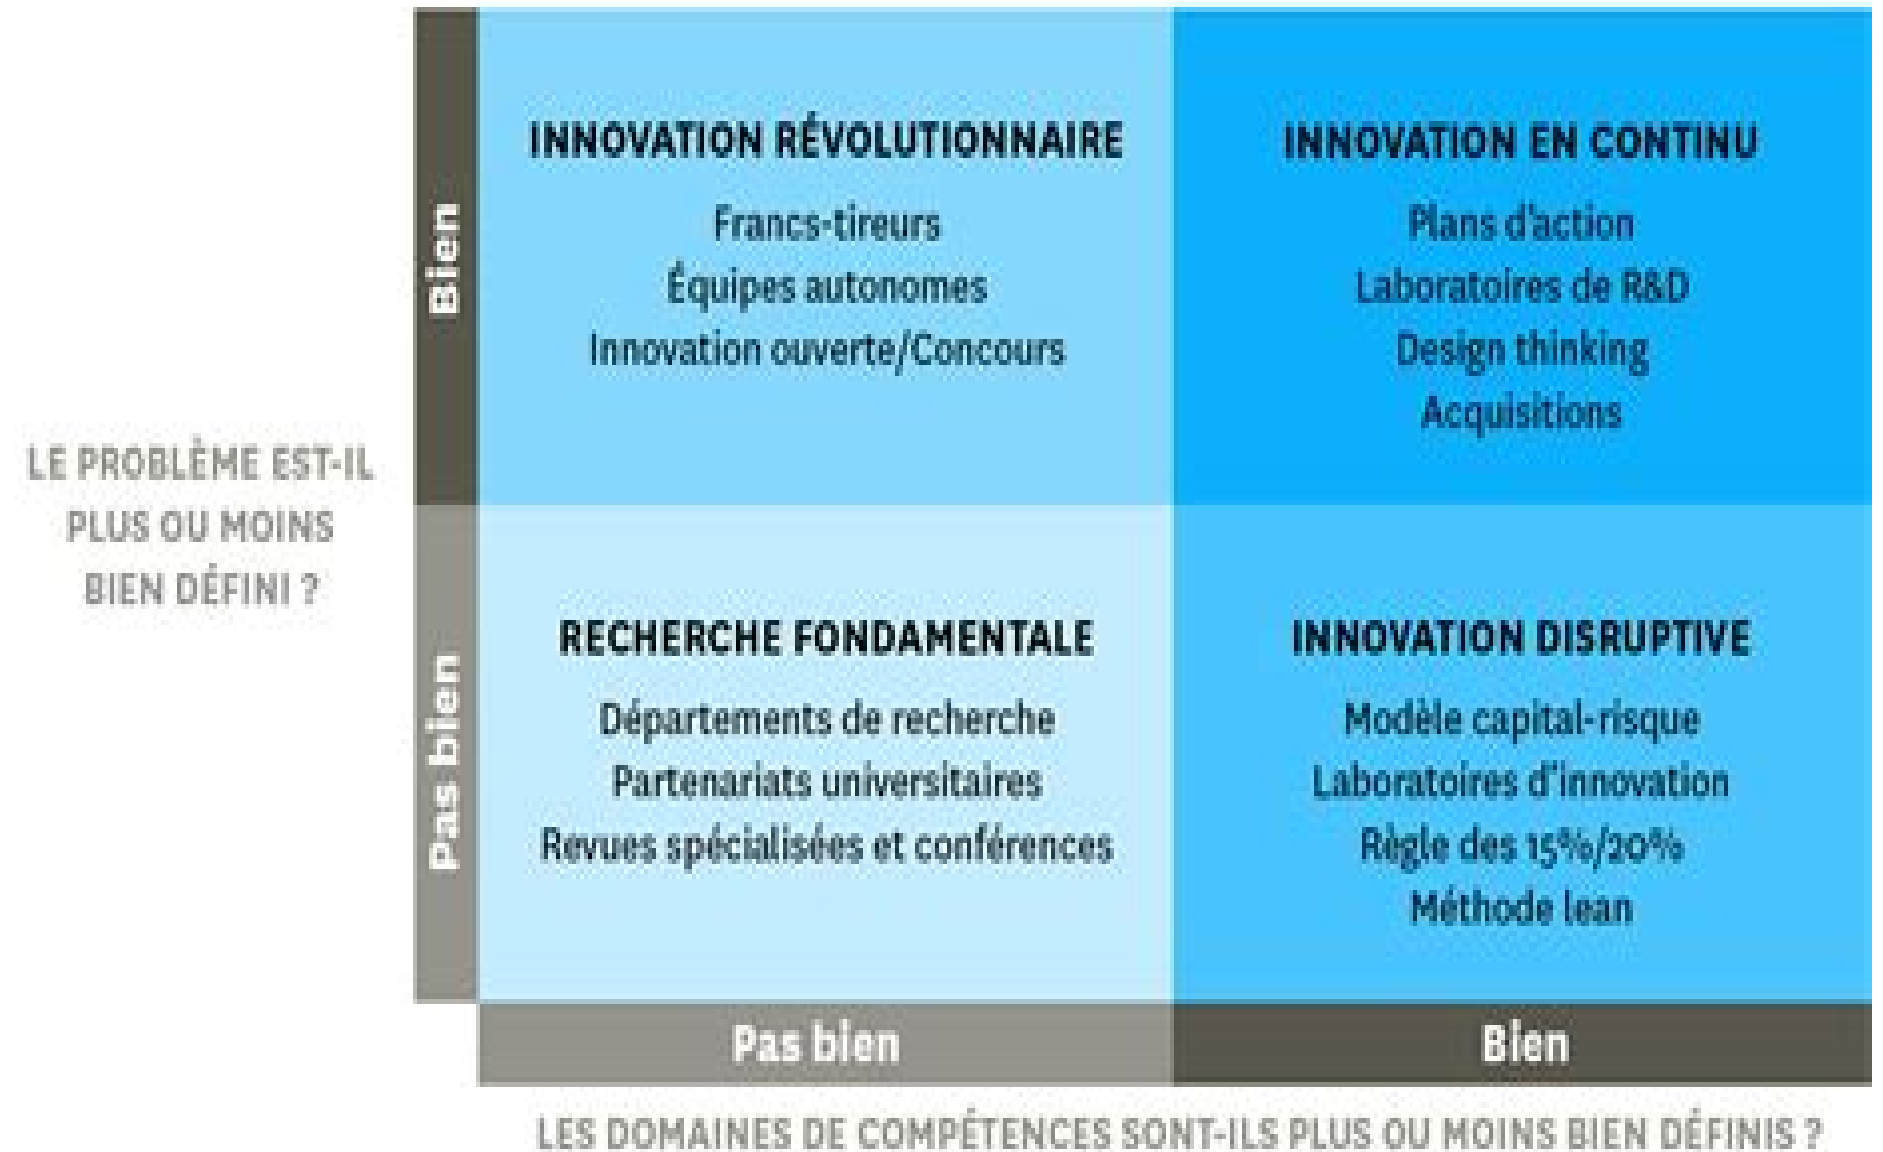 LE PROBLÈME EST-IL
PLUS OU MOINS
BIEN DÉFINI ?
Bien
INNOVATION RÉVOLUTIONNAIRE
Francs-tireurs
Équipes autonomes
Innovation ouverte/Concours
INNOVATION EN CONTINU
Plans d'action
Laboratoires de R&D
Design thinking
Acquisitions
Pas bien
RECHERCHE FONDAMENTALE
Départements de recherche
Partenariats universitaires
Revues spécialisées et conférences
INNOVATION DISRUPTIVE
Modèle capital-risque
Laboratoires d'innovation
Règle des 15%/20%
Méthode lean
Pas bien
Bien
LES DOMAINES DE COMPÉTENCES SONT-ILS PLUS OU MOINS BIEN DÉFINIS ?